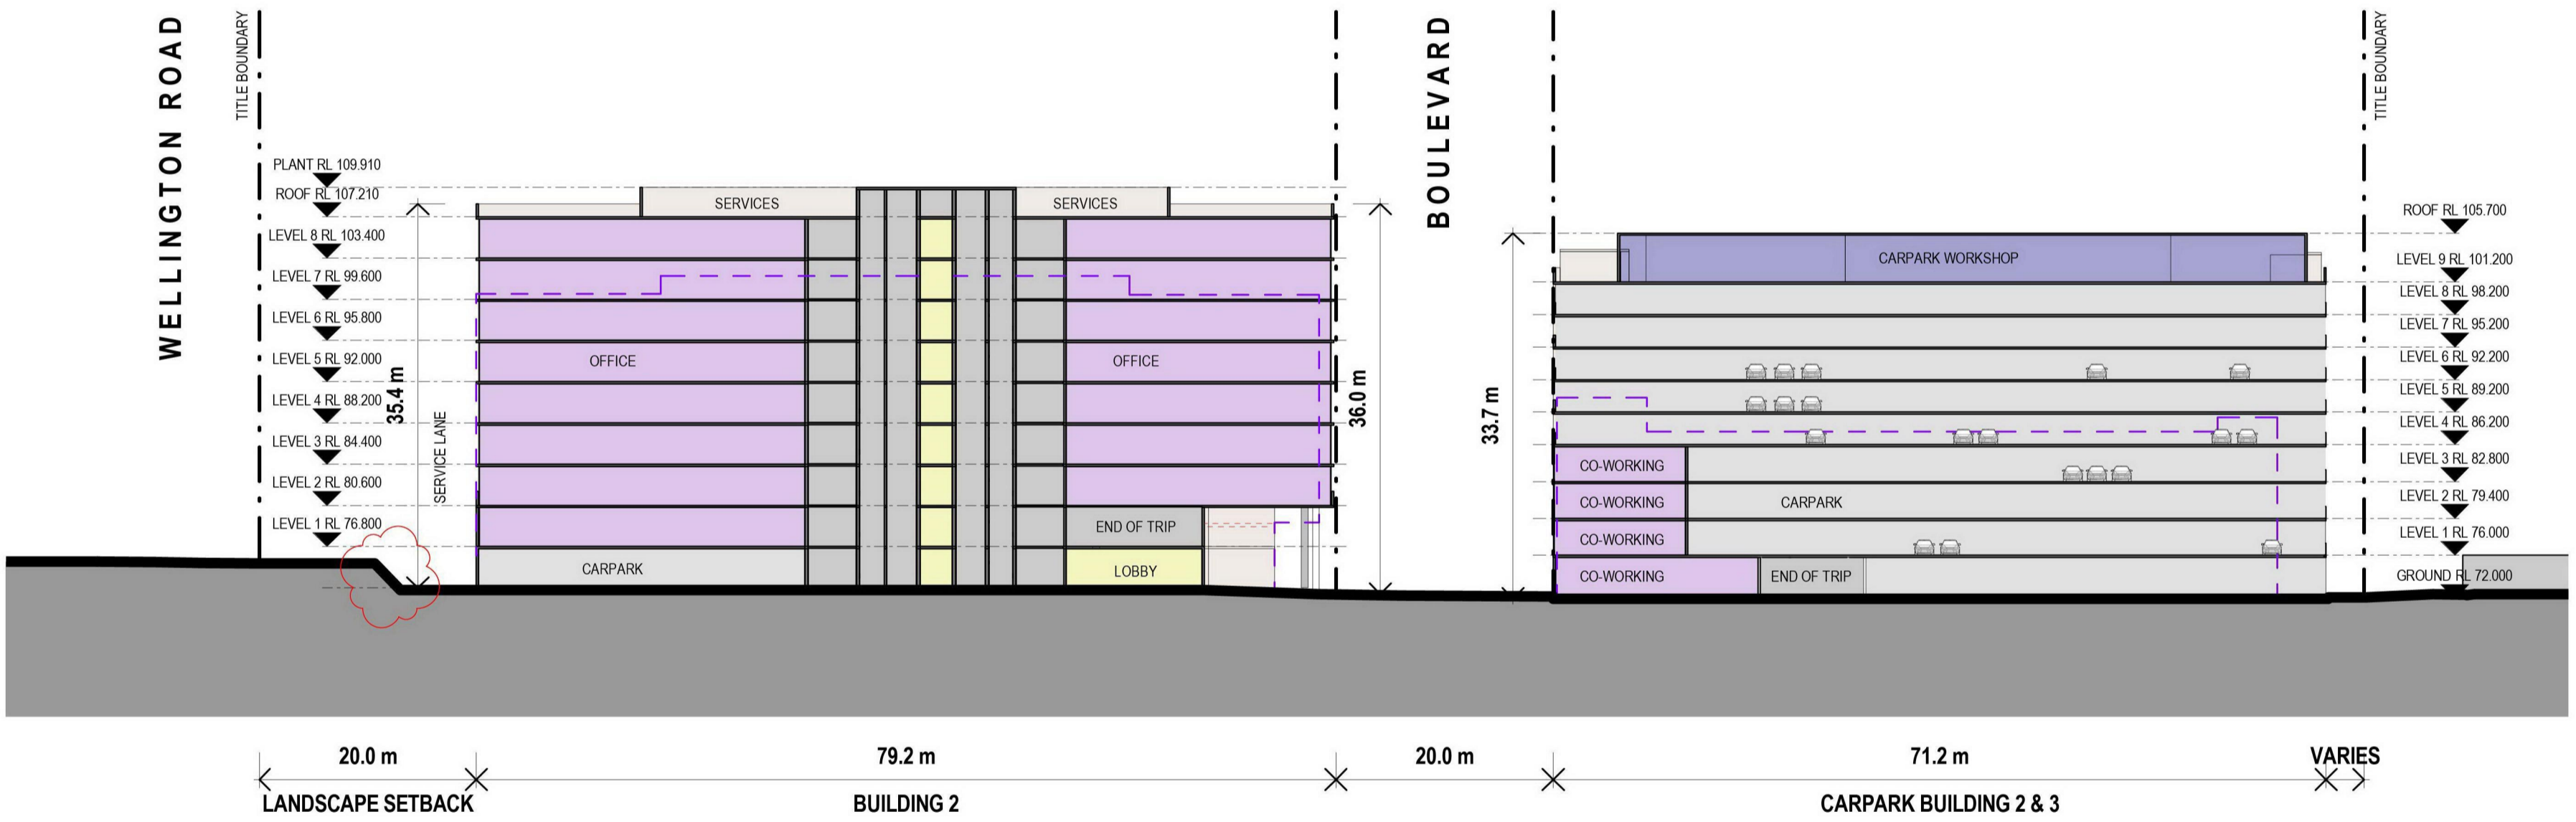 WELLINGTON ROAD
TITLE BOUNDARY
PLANT RL 109.910
ROOF RL 107.210
LEVEL 8 RL 103.400
LEVEL 7 RL 99.600
LEVEL 6 RL 95.800
LEVEL 5 RL 92.000
LEVEL 4 RL 88.200
LEVEL 3 RL 84.400
LEVEL 2 RL 80.600
LEVEL 1 RL 76.800
35.4 m
SERVICE LANE
SERVICES
SERVICES
OFFICE
OFFICE
END OF TRIP
CARPARK
LOBBY
36.0 m
BOULEVARD
33.7 m
CARPARK WORKSHOP
CO-WORKING
CO-WORKING
CARPARK
CO-WORKING
CO-WORKING
END OF TRIP
TITLE BOUNDARY
ROOF RL 105.700
LEVEL 9 RL 101.200
LEVEL 8 RL 98.200
LEVEL 7 RL 95.200
LEVEL 6 RL 92.200
LEVEL 5 RL 89.200
LEVEL 4 RL 86.200
LEVEL 3 RL 82.800
LEVEL 2 RL 79.400
LEVEL 1 RL 76.000
GROUND RL 72.000
20.0 m
79.2 m
20.0 m
71.2 m
VARIES
LANDSCAPE SETBACK
BUILDING 2
CARPARK BUILDING 2 & 3